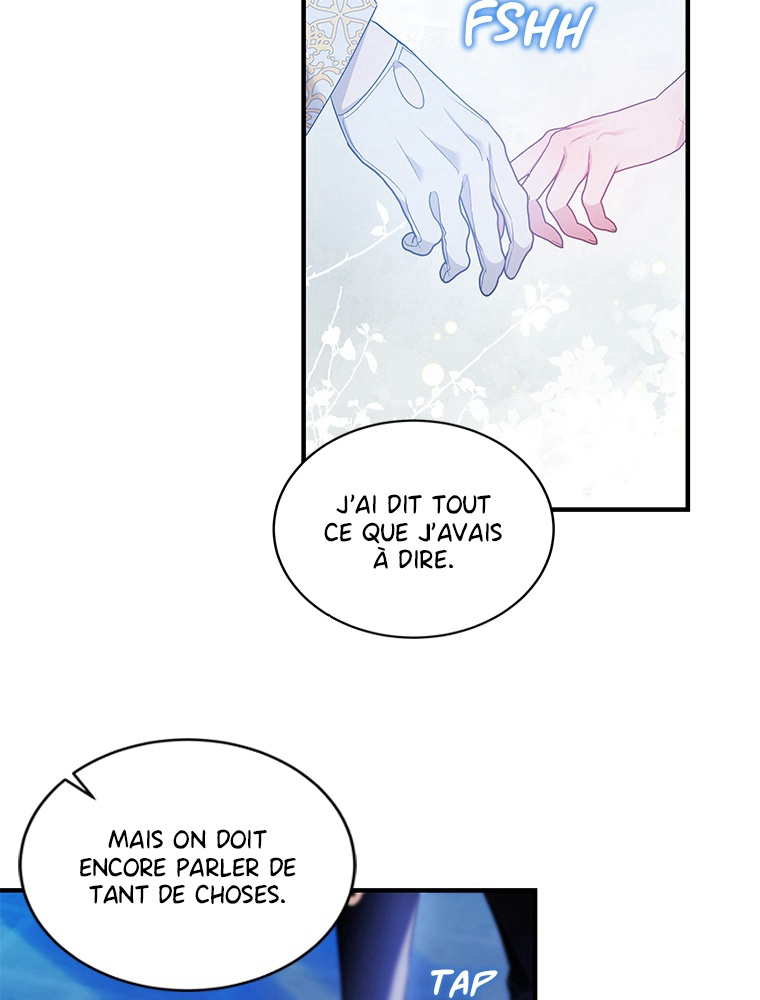 FSHH
J'AI DIT TOUT
CE QUE J'AVAIS
À DIRE.
MAIS ON DOIT
ENCORE PARLER DE
TANT DE CHOSES.
TAP